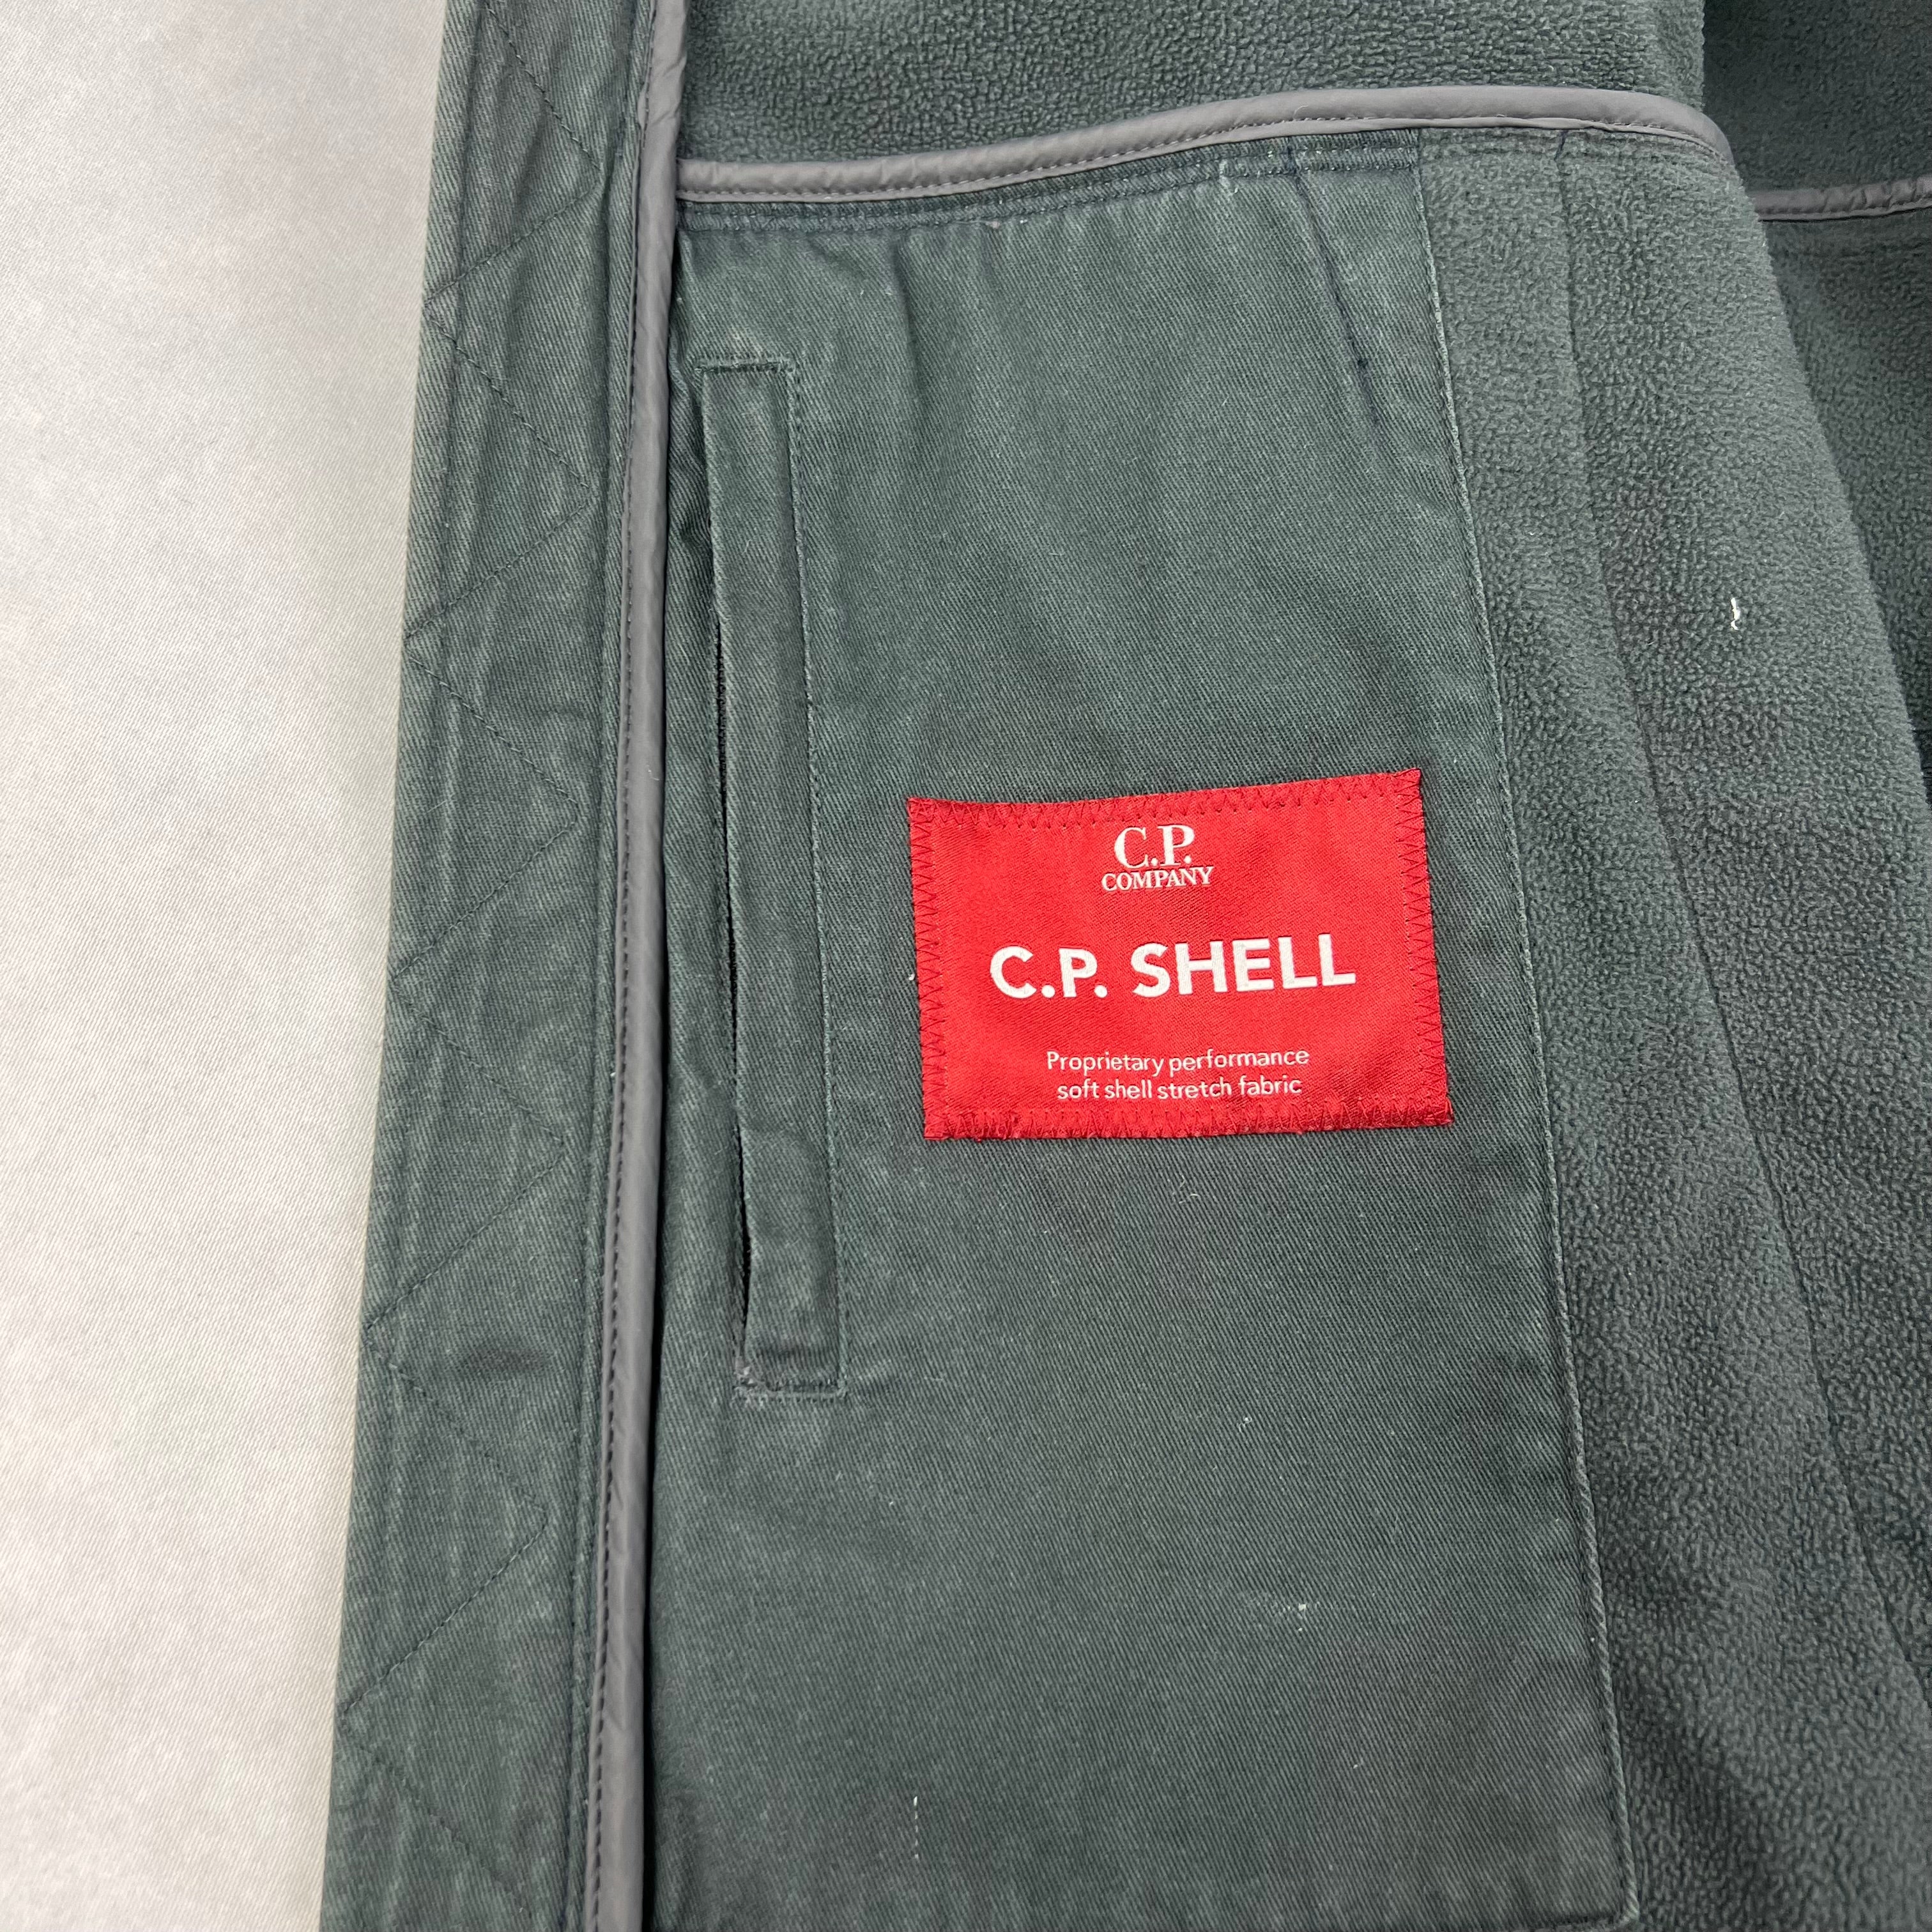 C.P.
COMPANY
C.P. SHELL
Proprietary performance
soft shell stretch fabric